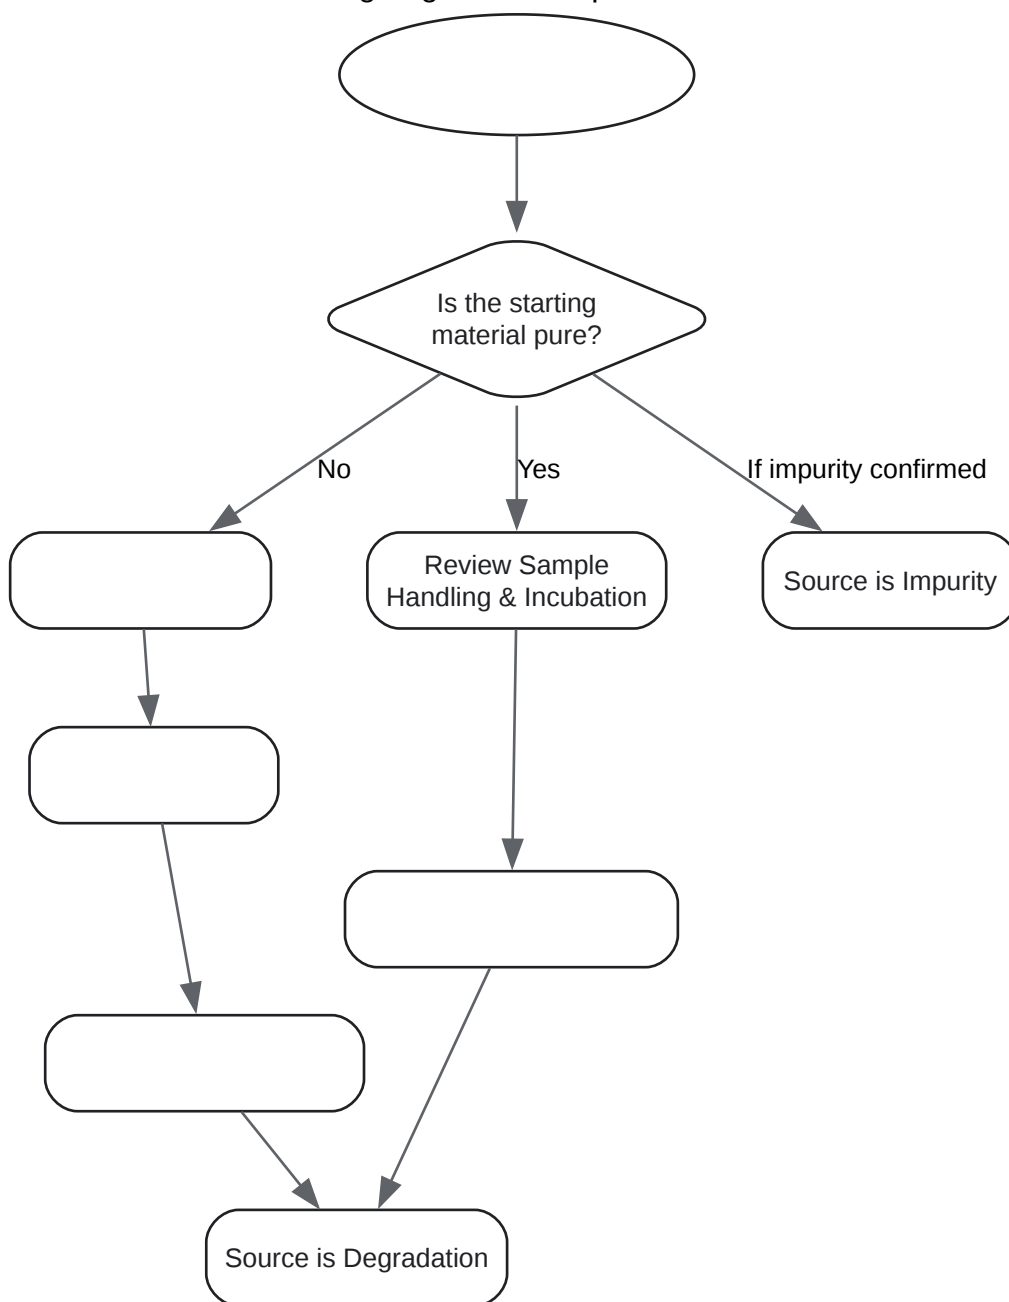 Is the starting
material pure?
No
Yes
If impurity confirmed
Review Sample
Handling & Incubation
Source is Impurity
Source is Degradation